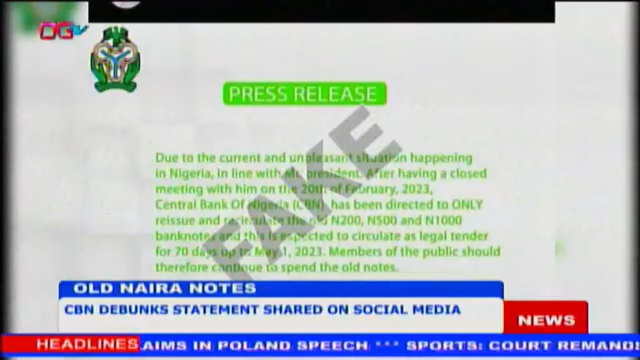 OGTV
PRESS RELEASE
Due to the current and unpleasant situation happening
in Nigeria, in line with Mr. president. After having a closed
meeting with him on the 20th of February, 2023,
Central Bank Of Nigeria (CBN) has been directed to ONLY
reissue and recirculate the old N200, N500 and N1000
banknotes and this is expected to circulate as legal tender
for 70 days up to May 1, 2023. Members of the public should
therefore continue to spend the old notes.
FAKE
OLD NAIRA NOTES
CBN DEBUNKS STATEMENT SHARED ON SOCIAL MEDIA
NEWS
HEADLINES
AIMS IN POLAND SPEECH *** SPORTS: COURT REMANDS